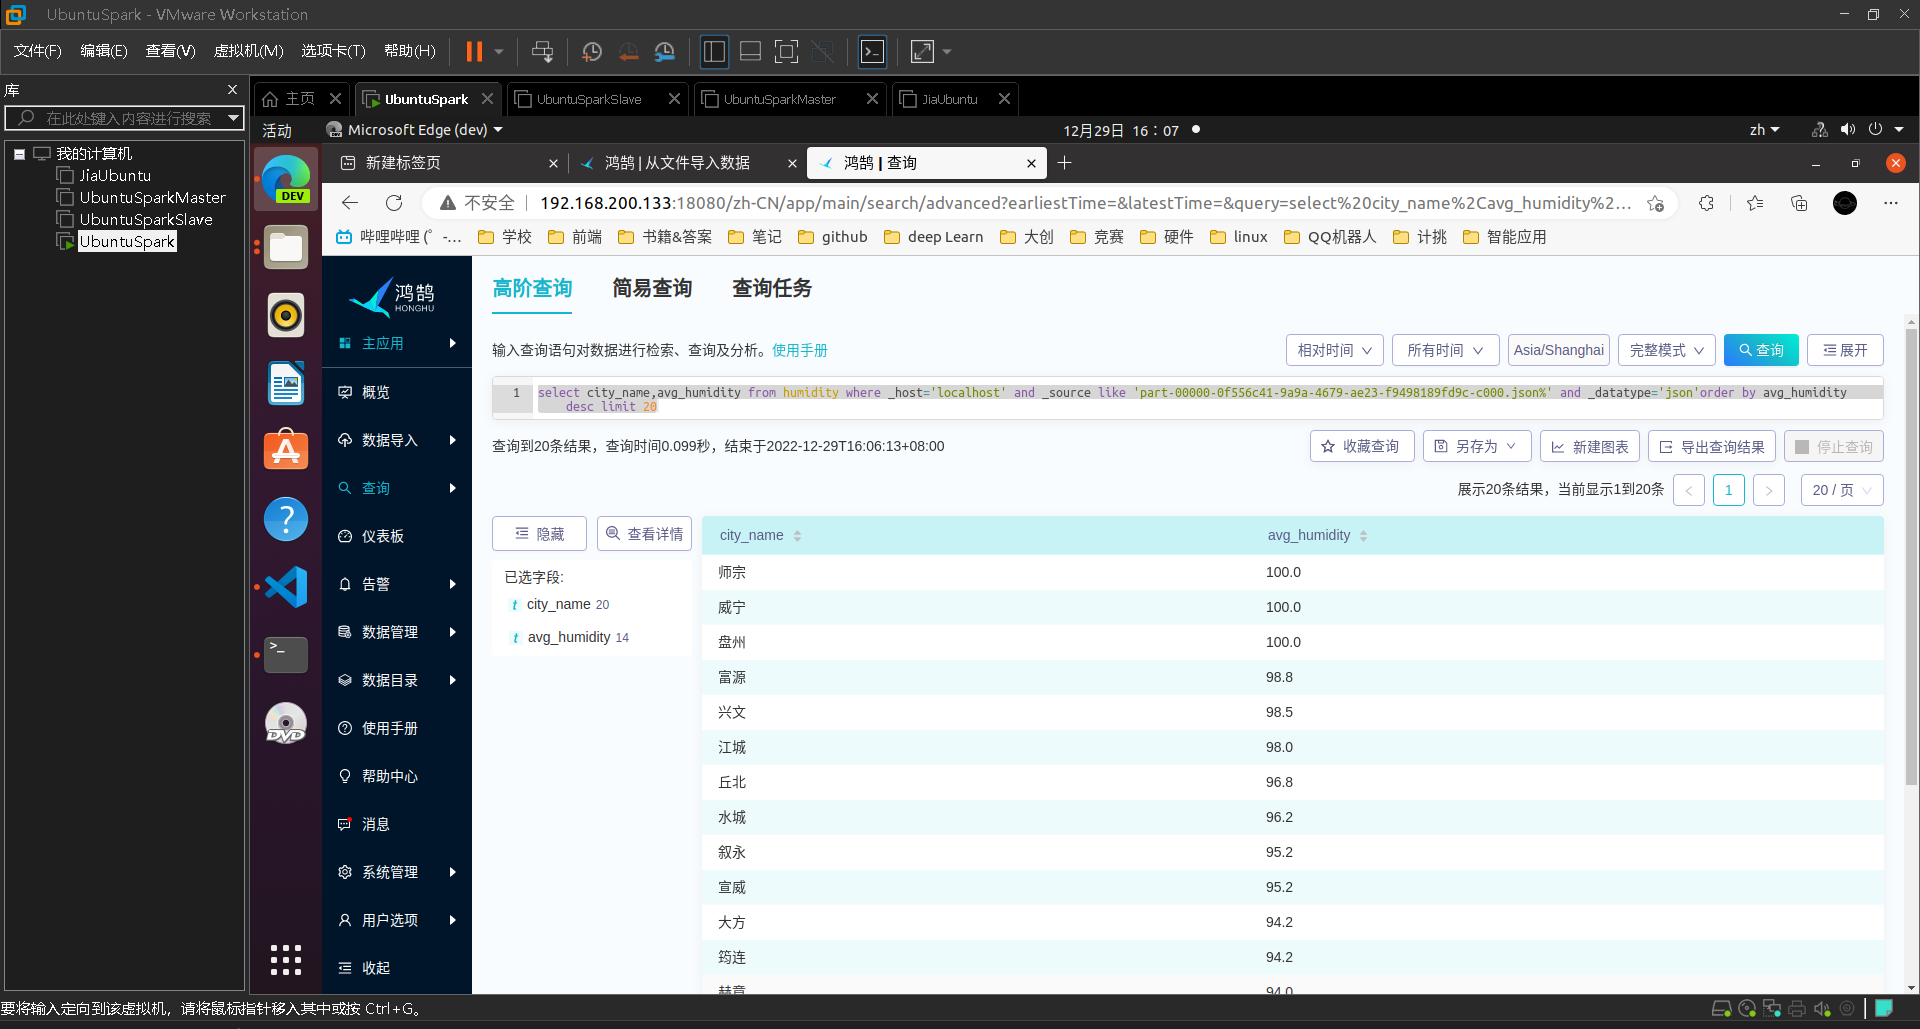 UbuntuSpark - VMware Workstation
文件(F) 编辑(E) 查看(V) 虚拟机(M) 选项卡(T) 帮助(H)
库
在此处键入内容进行搜索
我的计算机
JiaUbuntu
UbuntuSparkMaster
UbuntuSparkSlave
UbuntuSpark
主页 UbuntuSpark UbuntuSparkSlave UbuntuSparkMaster JiaUbuntu
活动 Microsoft Edge (dev) 12月29日 16：07 zh
DEV
DVD
新建标签页 鸿鹄 | 从文件导入数据 鸿鹄 | 查询
不安全 192.168.200.133:18080/zh-CN/app/main/search/advanced?earliestTime=&latestTime=&query=select%20city_name%2Cavg_humidity%2...
哔哩哔哩 (゜-... 学校 前端 书籍&答案 笔记 github deep Learn 大创 竞赛 硬件 linux QQ机器人 计挑 智能应用
鸿鹄
HONGHU
主应用
概览
数据导入
查询
仪表板
告警
数据管理
数据目录
使用手册
帮助中心
消息
系统管理
用户选项
收起
高阶查询 简易查询 查询任务
输入查询语句对数据进行检索、查询及分析。使用手册 相对时间 所有时间 Asia/Shanghai 完整模式 查询 展开
1 select city_name,avg_humidity from humidity where _host='localhost' and _source like 'part-00000-0f556c41-9a9a-4679-ae23-f9498189fd9c-c000.json%' and _datatype='json'order by avg_humidity
desc limit 20
查询到20条结果，查询时间0.099秒，结束于2022-12-29T16:06:13+08:00 收藏查询 另存为 新建图表 导出查询结果 停止查询
展示20条结果，当前显示1到20条 1 20 / 页
隐藏 查看详情
已选字段:
t city_name 20
t avg_humidity 14
city_name avg_humidity
师宗 100.0
威宁 100.0
盘州 100.0
富源 98.8
兴文 98.5
江城 98.0
丘北 96.8
水城 96.2
叙永 95.2
宣威 95.2
大方 94.2
筠连 94.2
赫章 94.0
要将输入定向到该虚拟机，请将鼠标指针移入其中或按 Ctrl+G。